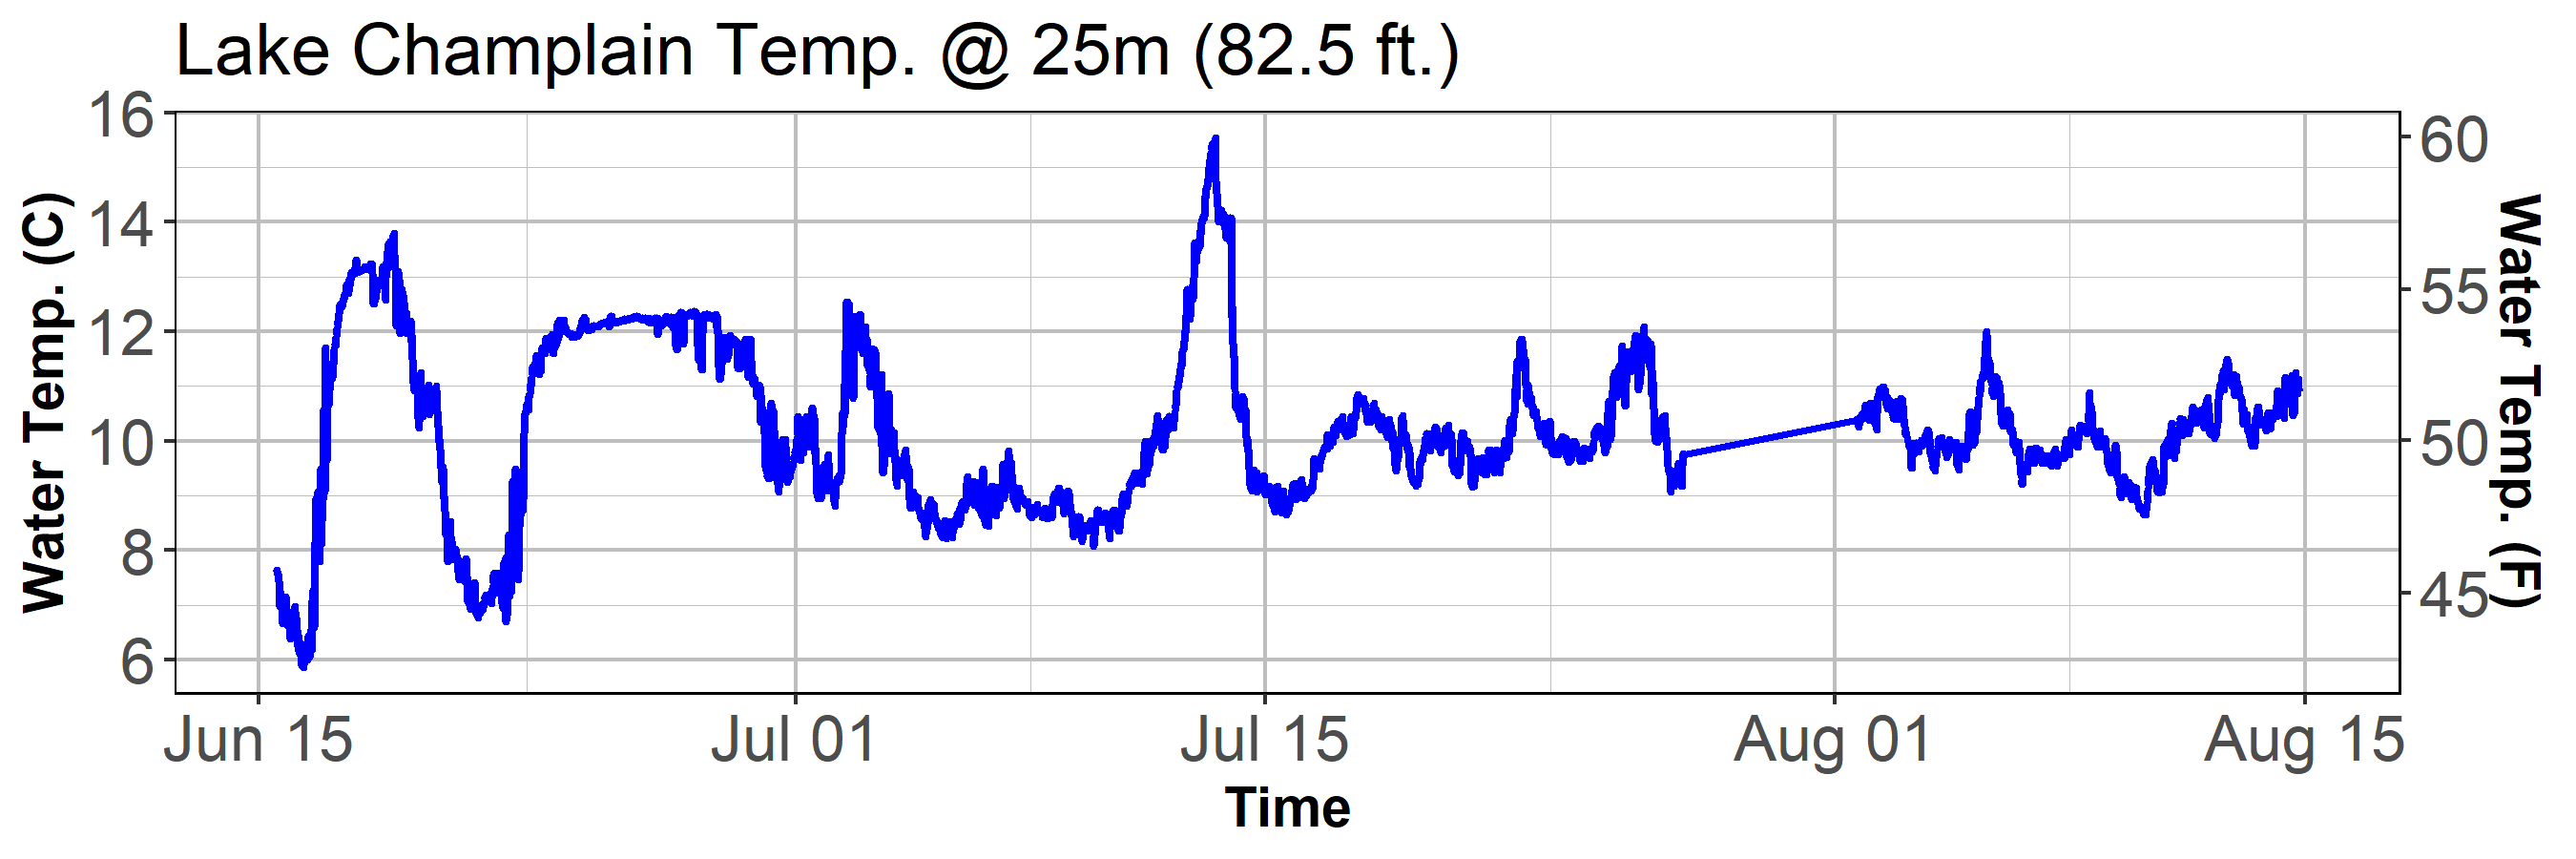 Lake Champlain Temp. @ 25m (82.5 ft.)
Water Temp. (C)
16
14
12
10
8
6
60
55
50
45
Water Temp. (F)
Jun 15 Jul 01 Jul 15 Aug 01 Aug 15
Time